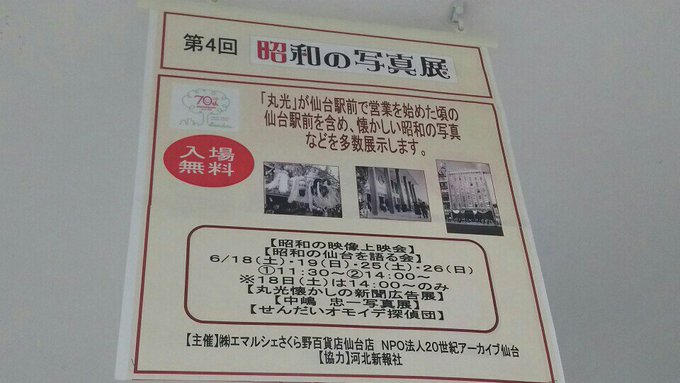 第4回 昭和の写真展
70th
「丸光」が仙台駅前で営業を始めた頃の
仙台駅前を含め、懐かしい昭和の写真
などを多数展示します。
入場
無料
【昭和の映像上映会】
【昭和の仙台を語る会】
6/18(土)・19(日)・25(土)・26(日)
①11:30~②14:00~
※18日(土)は14:00~のみ
【丸光懐かしの新聞広告展】
【中嶋 忠一写真展】
【せんだいオモイデ探偵団】
【主催】㈱エマルシェさくら野百貨店仙台店 NPO法人20世紀アーカイブ仙台
【協力】河北新報社